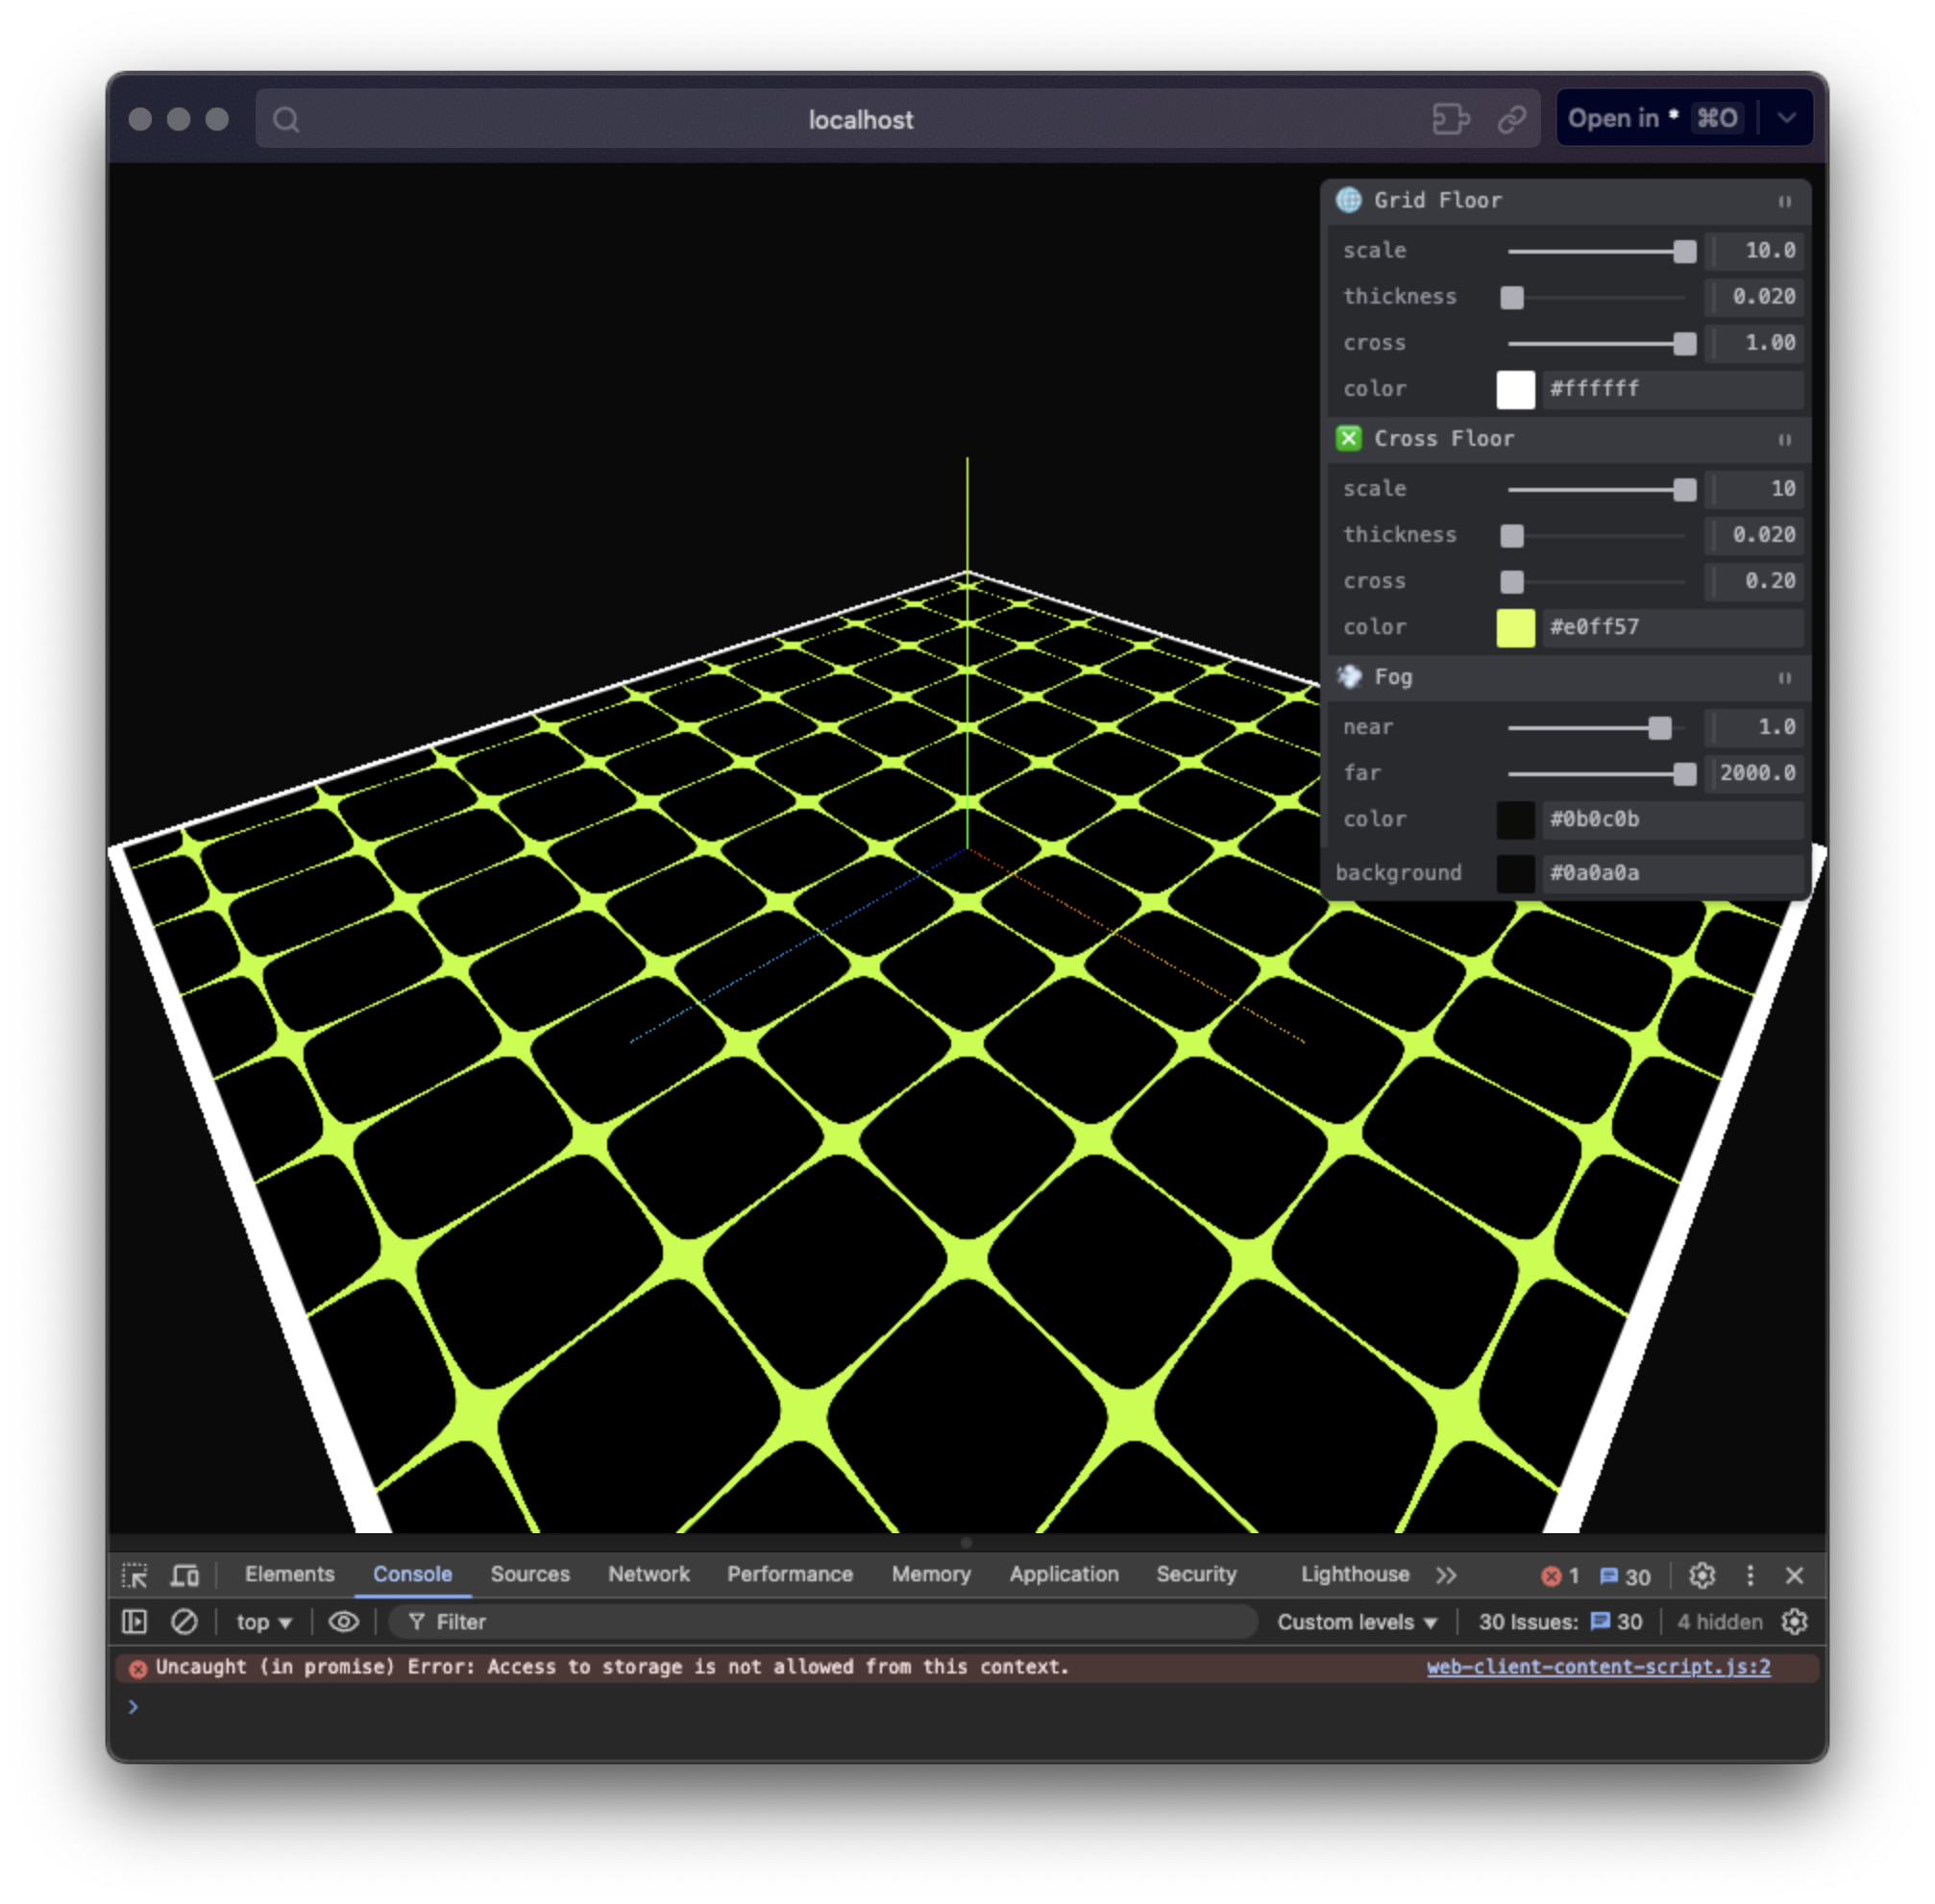 localhost
Open in * ⌘O
Grid Floor
scale 10.0
thickness 0.020
cross 1.00
color #ffffff
Cross Floor
scale 10
thickness 0.020
cross 0.20
color #e0ff57
Fog
near 1.0
far 2000.0
color #0b0c0b
background #0a0a0a
Elements Console Sources Network Performance Memory Application Security Lighthouse 1 30
top Filter Custom levels 30 Issues: 30 4 hidden
Uncaught (in promise) Error: Access to storage is not allowed from this context. web-client-content-script.js:2